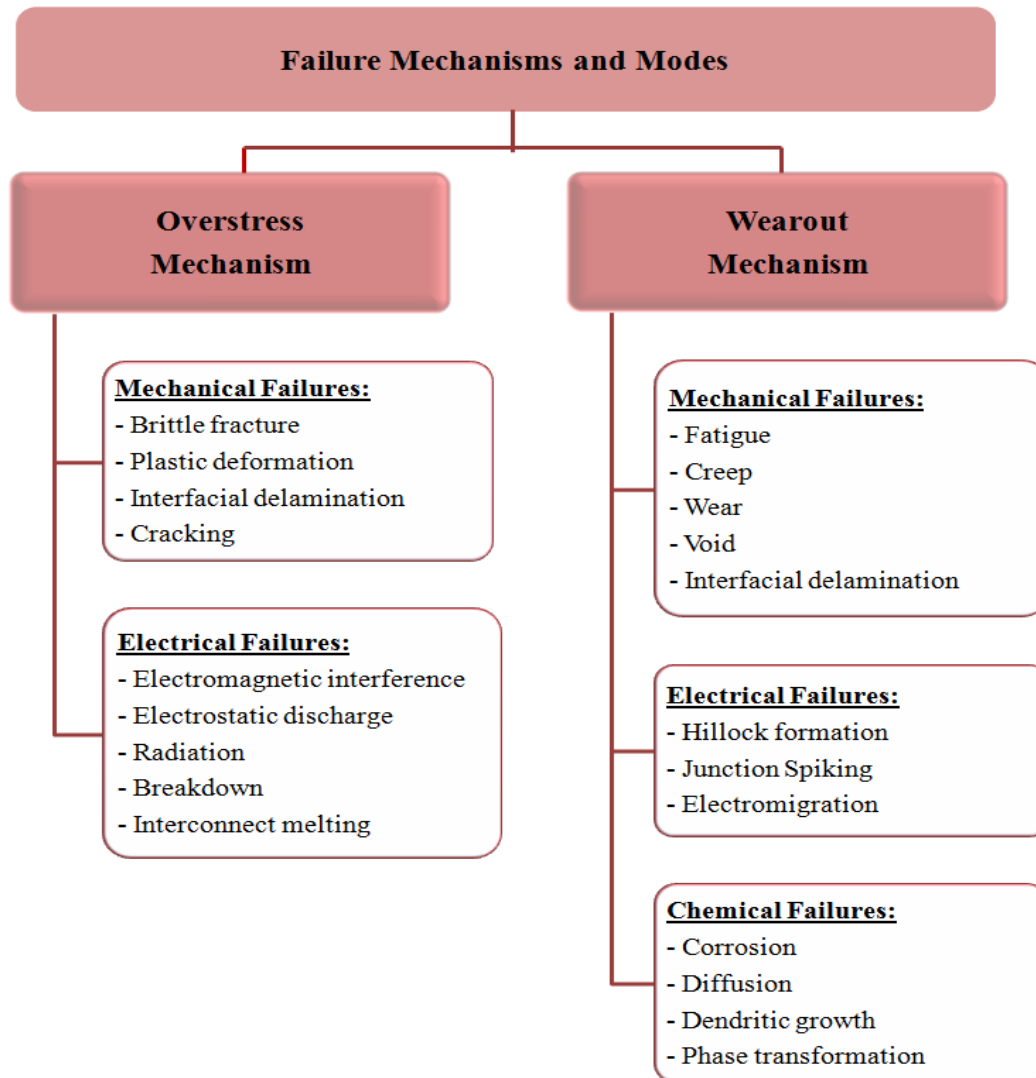 Failure Mechanisms and Modes
Overstress
Mechanism
Mechanical Failures:
- Brittle fracture
- Plastic deformation
- Interfacial delamination
- Cracking
Electrical Failures:
- Electromagnetic interference
- Electrostatic discharge
- Radiation
- Breakdown
- Interconnect melting
Wearout
Mechanism
Mechanical Failures:
- Fatigue
- Creep
- Wear
- Void
- Interfacial delamination
Electrical Failures:
- Hillock formation
- Junction Spiking
- Electromigration
Chemical Failures:
- Corrosion
- Diffusion
- Dendritic growth
- Phase transformation